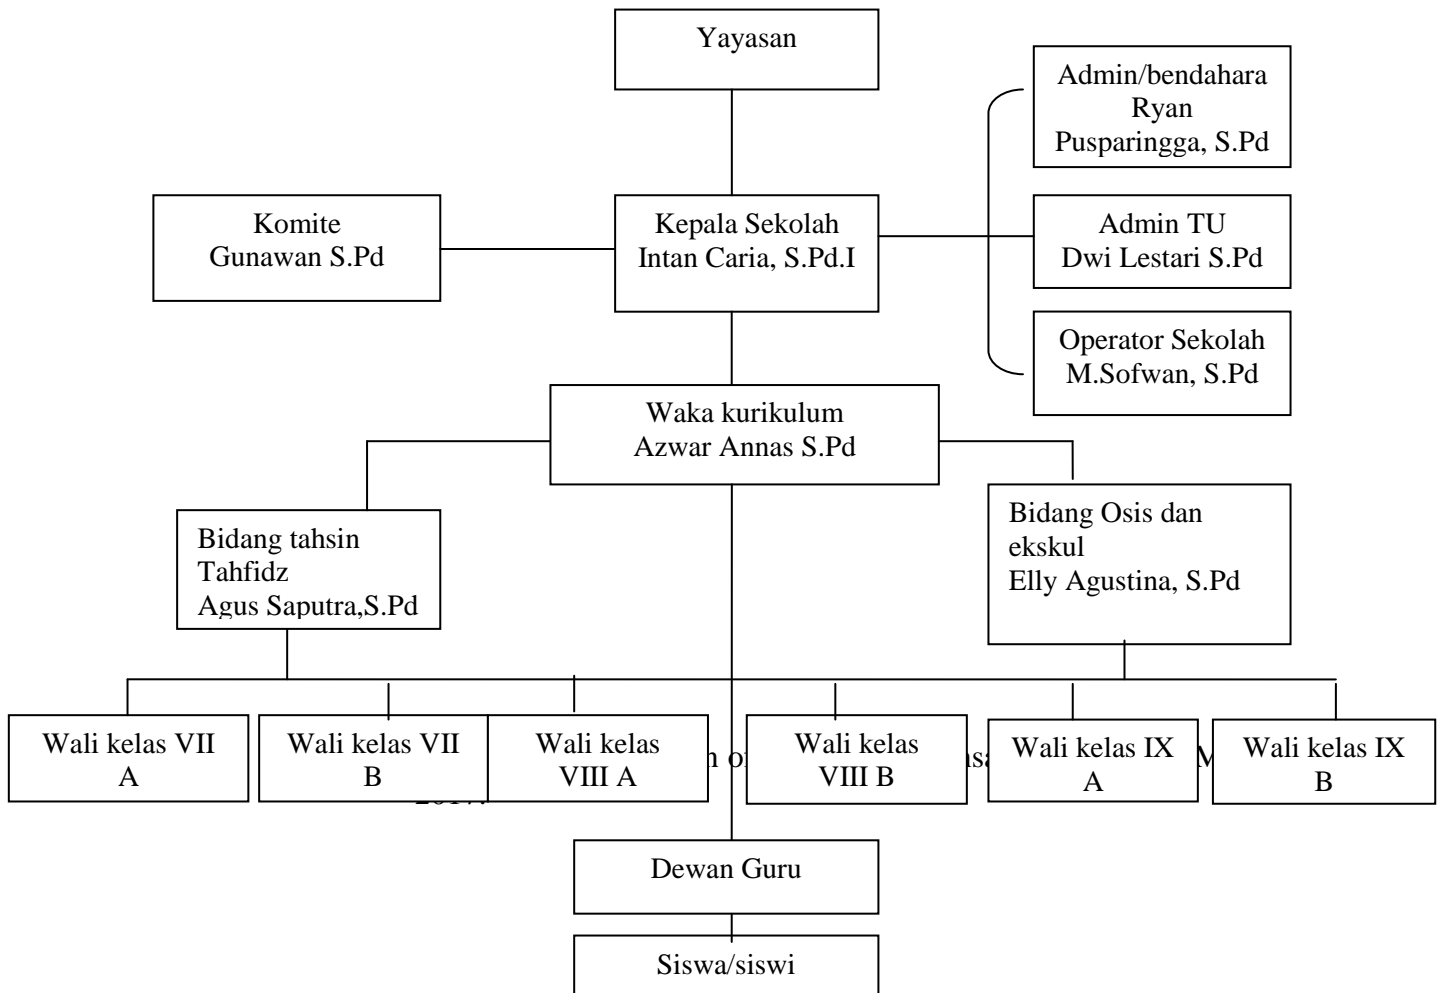 Yayasan
Admin/bendahara
Ryan
Pusparingga, S.Pd
Komite
Gunawan S.Pd
Kepala Sekolah
Intan Caria, S.Pd.I
Admin TU
Dwi Lestari S.Pd
Operator Sekolah
M.Sofwan, S.Pd
Waka kurikulum
Azwar Annas S.Pd
Bidang tahsin
Tahfidz
Agus Saputra,S.Pd
Bidang Osis dan
ekskul
Elly Agustina, S.Pd
Wali kelas VII
A
Wali kelas VII
B
Wali kelas
VIII A
Wali kelas
VIII B
Wali kelas IX
A
Wali kelas IX
B
Dewan Guru
Siswa/siswi